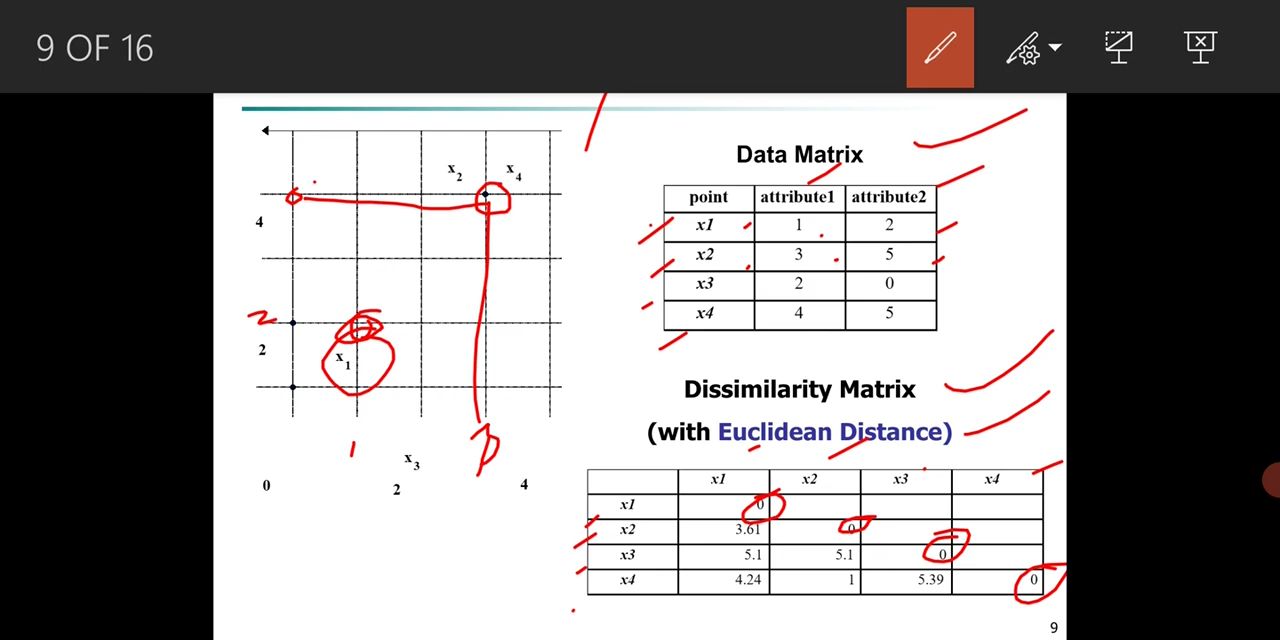 9 OF 16
x2 x4
4
2
2
x1
1 3
x3
0 2 4
Data Matrix
point attribute1 attribute2
x1 1 2
x2 3 5
x3 2 0
x4 4 5
Dissimilarity Matrix
(with Euclidean Distance)
x1 x2 x3 x4
x1 0
x2 3.61 0
x3 5.1 5.1 0
x4 4.24 1 5.39 0
9